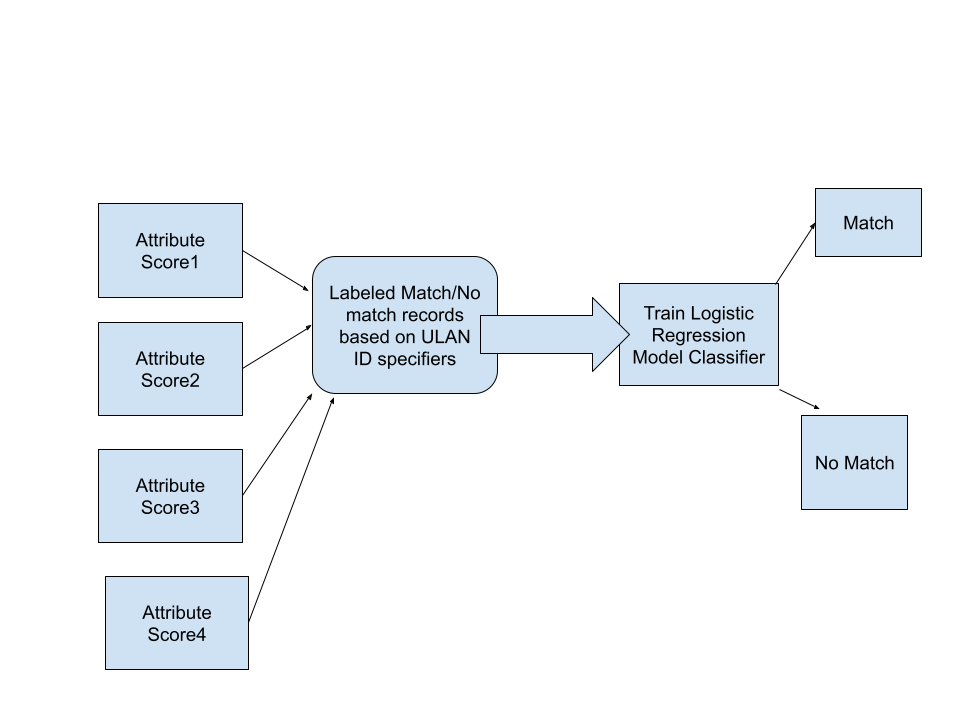 Attribute
Score1
Attribute
Score2
Attribute
Score3
Attribute
Score4
Labeled Match/No
match records
based on ULAN
ID specifiers
Train Logistic
Regression
Model Classifier
Match
No Match